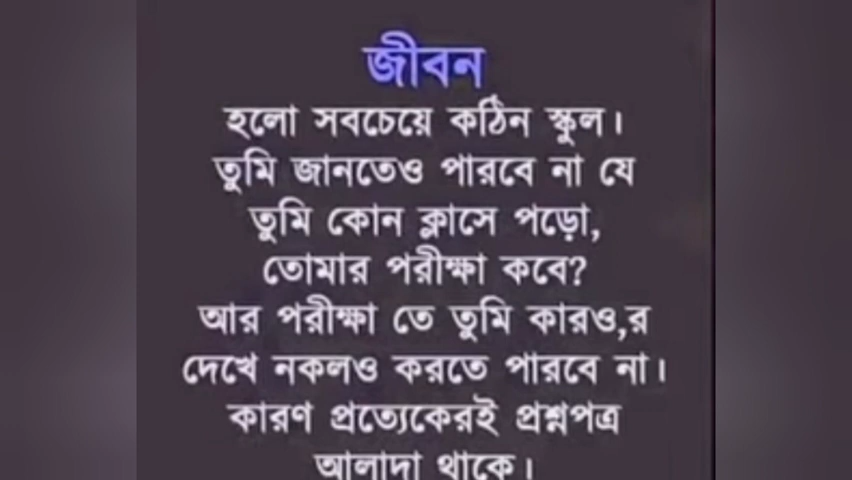 জীবন
হলো সবচেয়ে কঠিন স্কুল।
তুমি জানতেও পারবে না যে
তুমি কোন ক্লাসে পড়ো,
তোমার পরীক্ষা কবে?
আর পরীক্ষা তে তুমি কারও,র
দেখে নকলও করতে পারবে না।
কারণ প্রত্যেকেরই প্রশ্নপত্র
আলাদা থাকে।